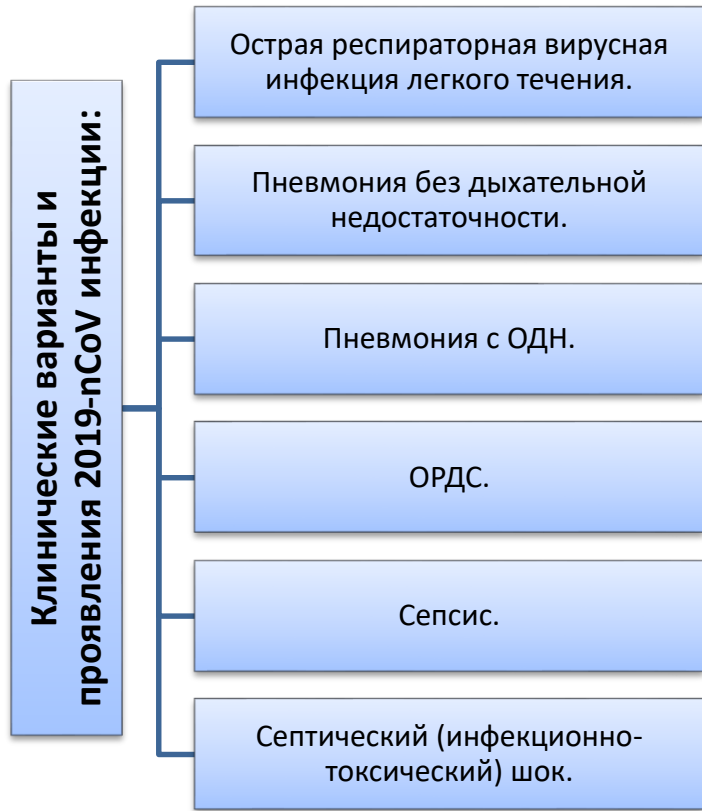 Клинические варианты и
проявления 2019-nCoV инфекции:
Острая респираторная вирусная
инфекция легкого течения.
Пневмония без дыхательной
недостаточности.
Пневмония с ОДН.
ОРДС.
Сепсис.
Септический (инфекционно-
токсический) шок.